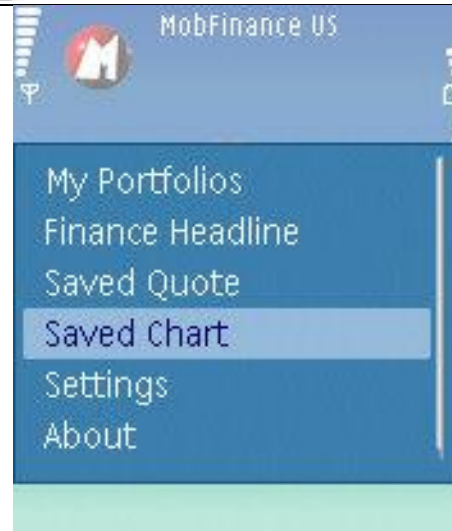 MobFinance US
M
My Portfolios
Finance Headline
Saved Quote
Saved Chart
Settings
About